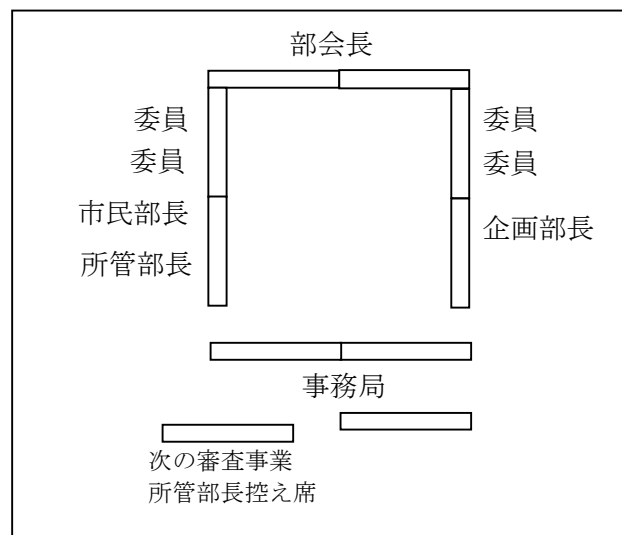 部会長
委員
委員
委員
委員
市民部長
企画部長
所管部長
事務局
次の審査事業
所管部長控え席